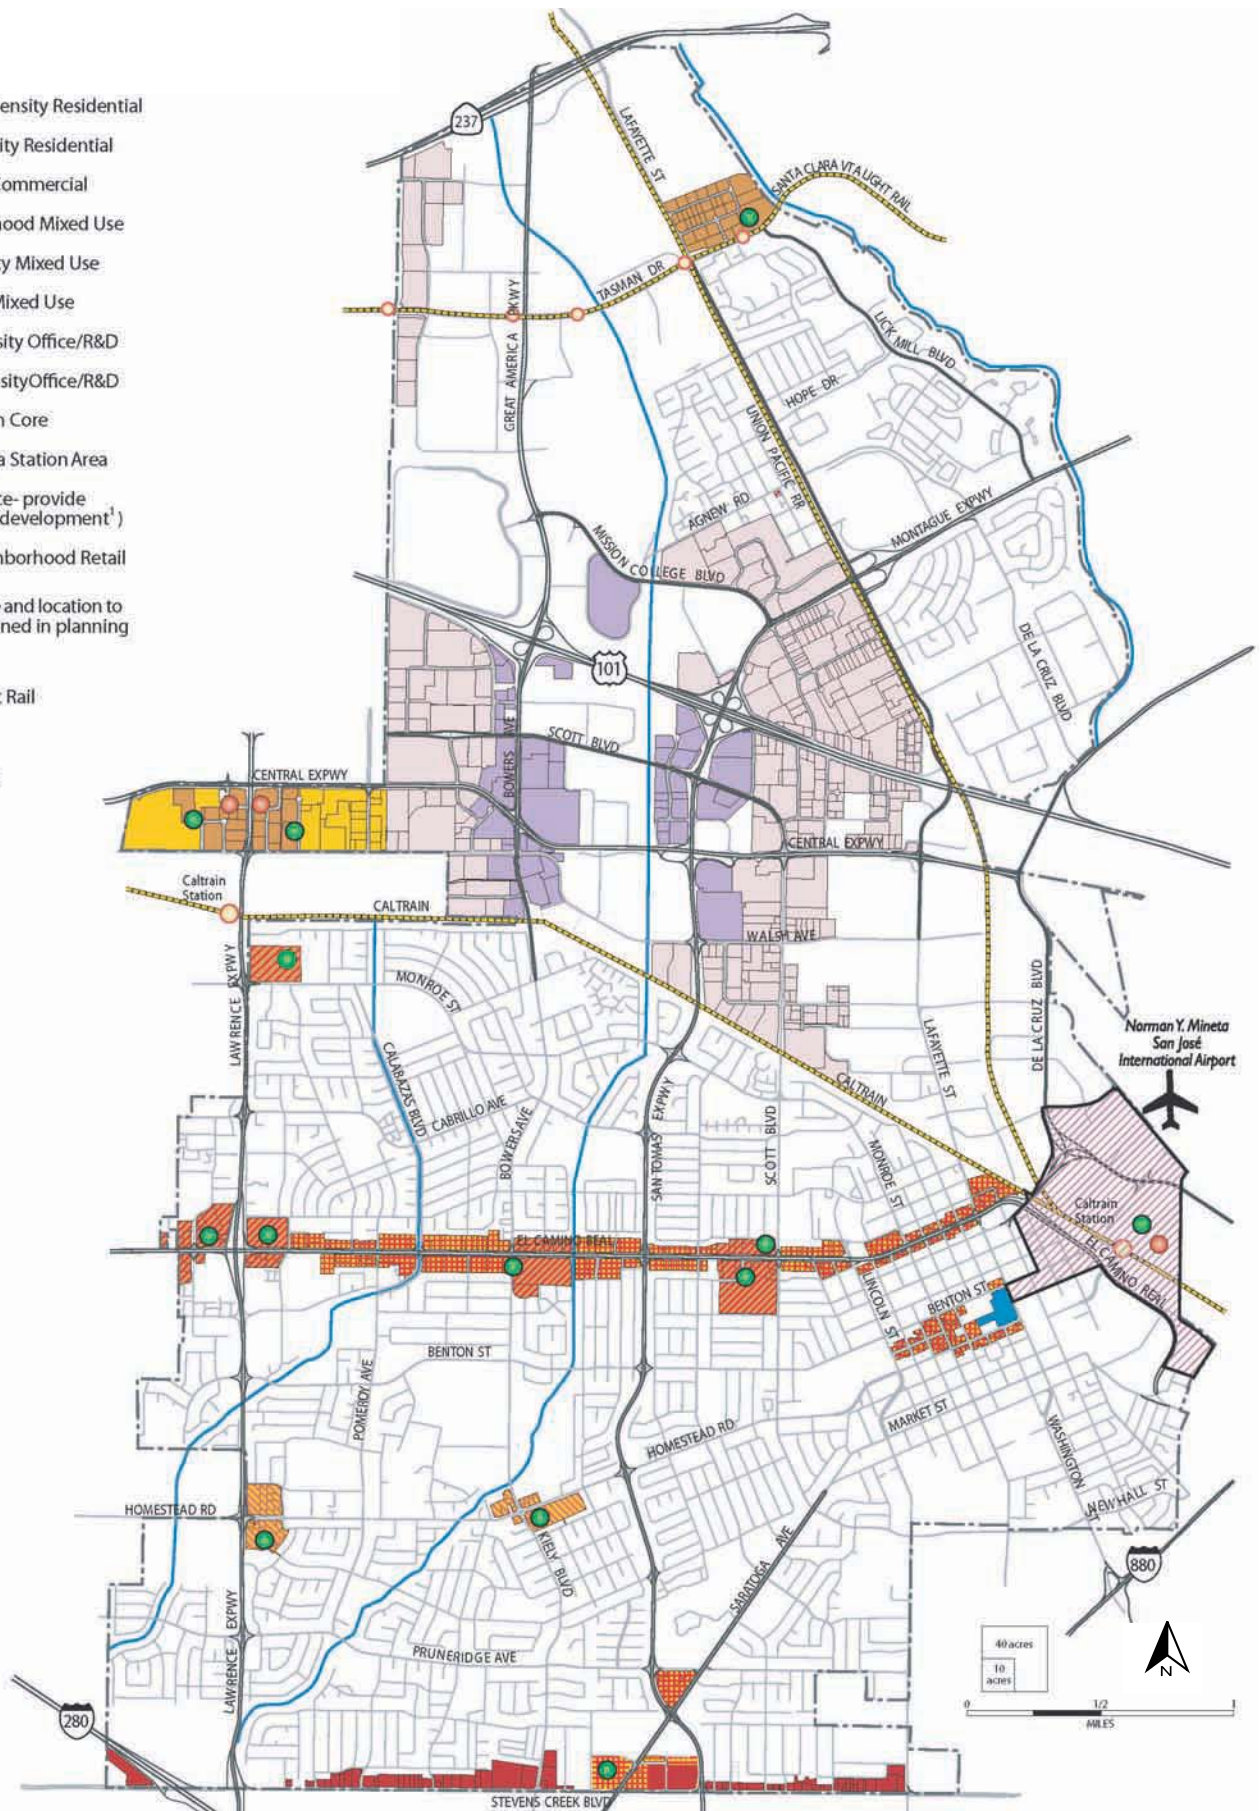 ensity Residential
ity Residential
Commercial
ood Mixed Use
y Mixed Use
Mixed Use
sity Office/R&D
sityOffice/R&D
n Core
a Station Area
ce- provide
development¹)
hborhood Retail
and location to
ned in planning
t Rail
237
LAFAYETTE ST
SANTA CLARA VTA LIGHT RAIL
TASMAN DR
GREAT AMERICA PKWY
LICK MILL BLVD
HOPE DR
UNION PACIFIC RR
AGNEW RD
MONTAGUE EXPWY
MISSION COLLEGE BLVD
DE LA CRUZ BLVD
101
SCOTT BLVD
BOWERS AVE
CENTRAL EXPWY
CENTRAL EXPWY
Caltrain
Station
CALTRAIN
WALSH AVE
LAWRENCE EXPWY
MONROE ST
DE LA CRUZ BLVD
LAFAYETTE ST
Norman Y. Mineta
San José
International Airport
CALABAZAS BLVD
CABRILLO AVE
BOWERS AVE
SAN TOMAS EXPWY
SCOTT BLVD
CALTRAIN
MONROE ST
Caltrain
Station
EL CAMINO REAL
EL CAMINO REAL
LINCOLN ST
BENTON ST
BENTON ST
POMEROY AVE
MARKET ST
HOMESTEAD RD
WASHINGTON ST
NEWHALL ST
HOMESTEAD RD
KIELY BLVD
SARATOGA AVE
880
LAWRENCE EXPWY
PRUNERIDGE AVE
40 acres
10
acres
N
0 1/2 1
MILES
280
STEVENS CREEK BLVD